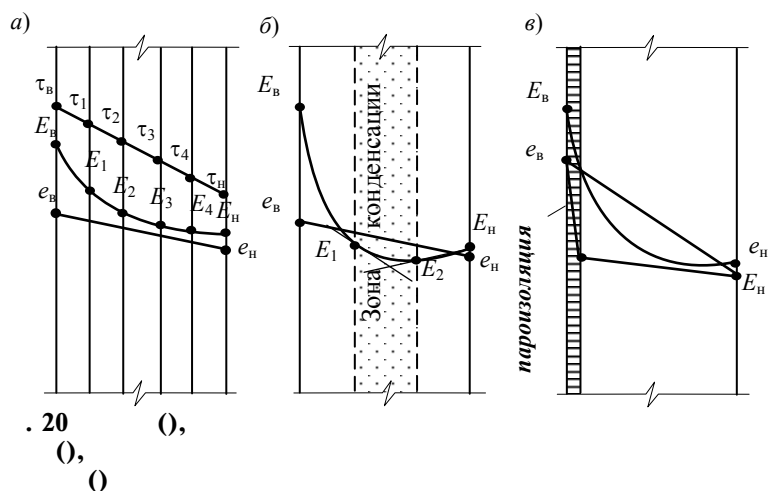 а)
б)
в)
τв
τ1
τ2
τ3
τ4
τн
Eв
E1
E2
E3
E4
Eн
eв
eн
Eв
eв
E1
E2
Eн
eн
Зона конденсации
Eв
eв
eн
Eн
пароизоляция
. 20 (),
(),
()